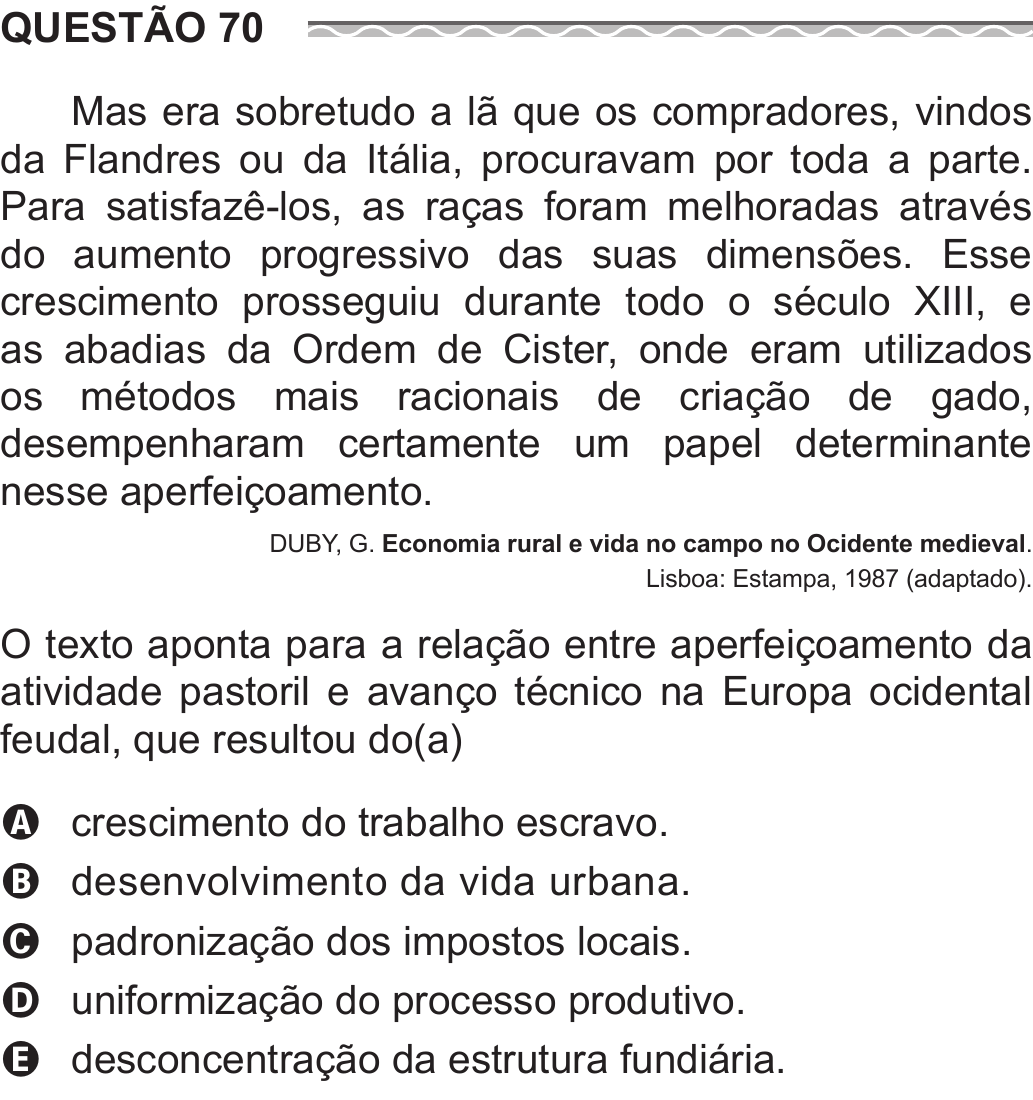 QUESTÃO 70
Mas era sobretudo a lã que os compradores, vindos
da Flandres ou da Itália, procuravam por toda a parte.
Para satisfazê-los, as raças foram melhoradas através
do aumento progressivo das suas dimensões. Esse
crescimento prosseguiu durante todo o século XIII, e
as abadias da Ordem de Cister, onde eram utilizados
os métodos mais racionais de criação de gado,
desempenharam certamente um papel determinante
nesse aperfeiçoamento.
DUBY, G. Economia rural e vida no campo no Ocidente medieval.
Lisboa: Estampa, 1987 (adaptado).
O texto aponta para a relação entre aperfeiçoamento da
atividade pastoril e avanço técnico na Europa ocidental
feudal, que resultou do(a)
A crescimento do trabalho escravo.
B desenvolvimento da vida urbana.
C padronização dos impostos locais.
D uniformização do processo produtivo.
E desconcentração da estrutura fundiária.